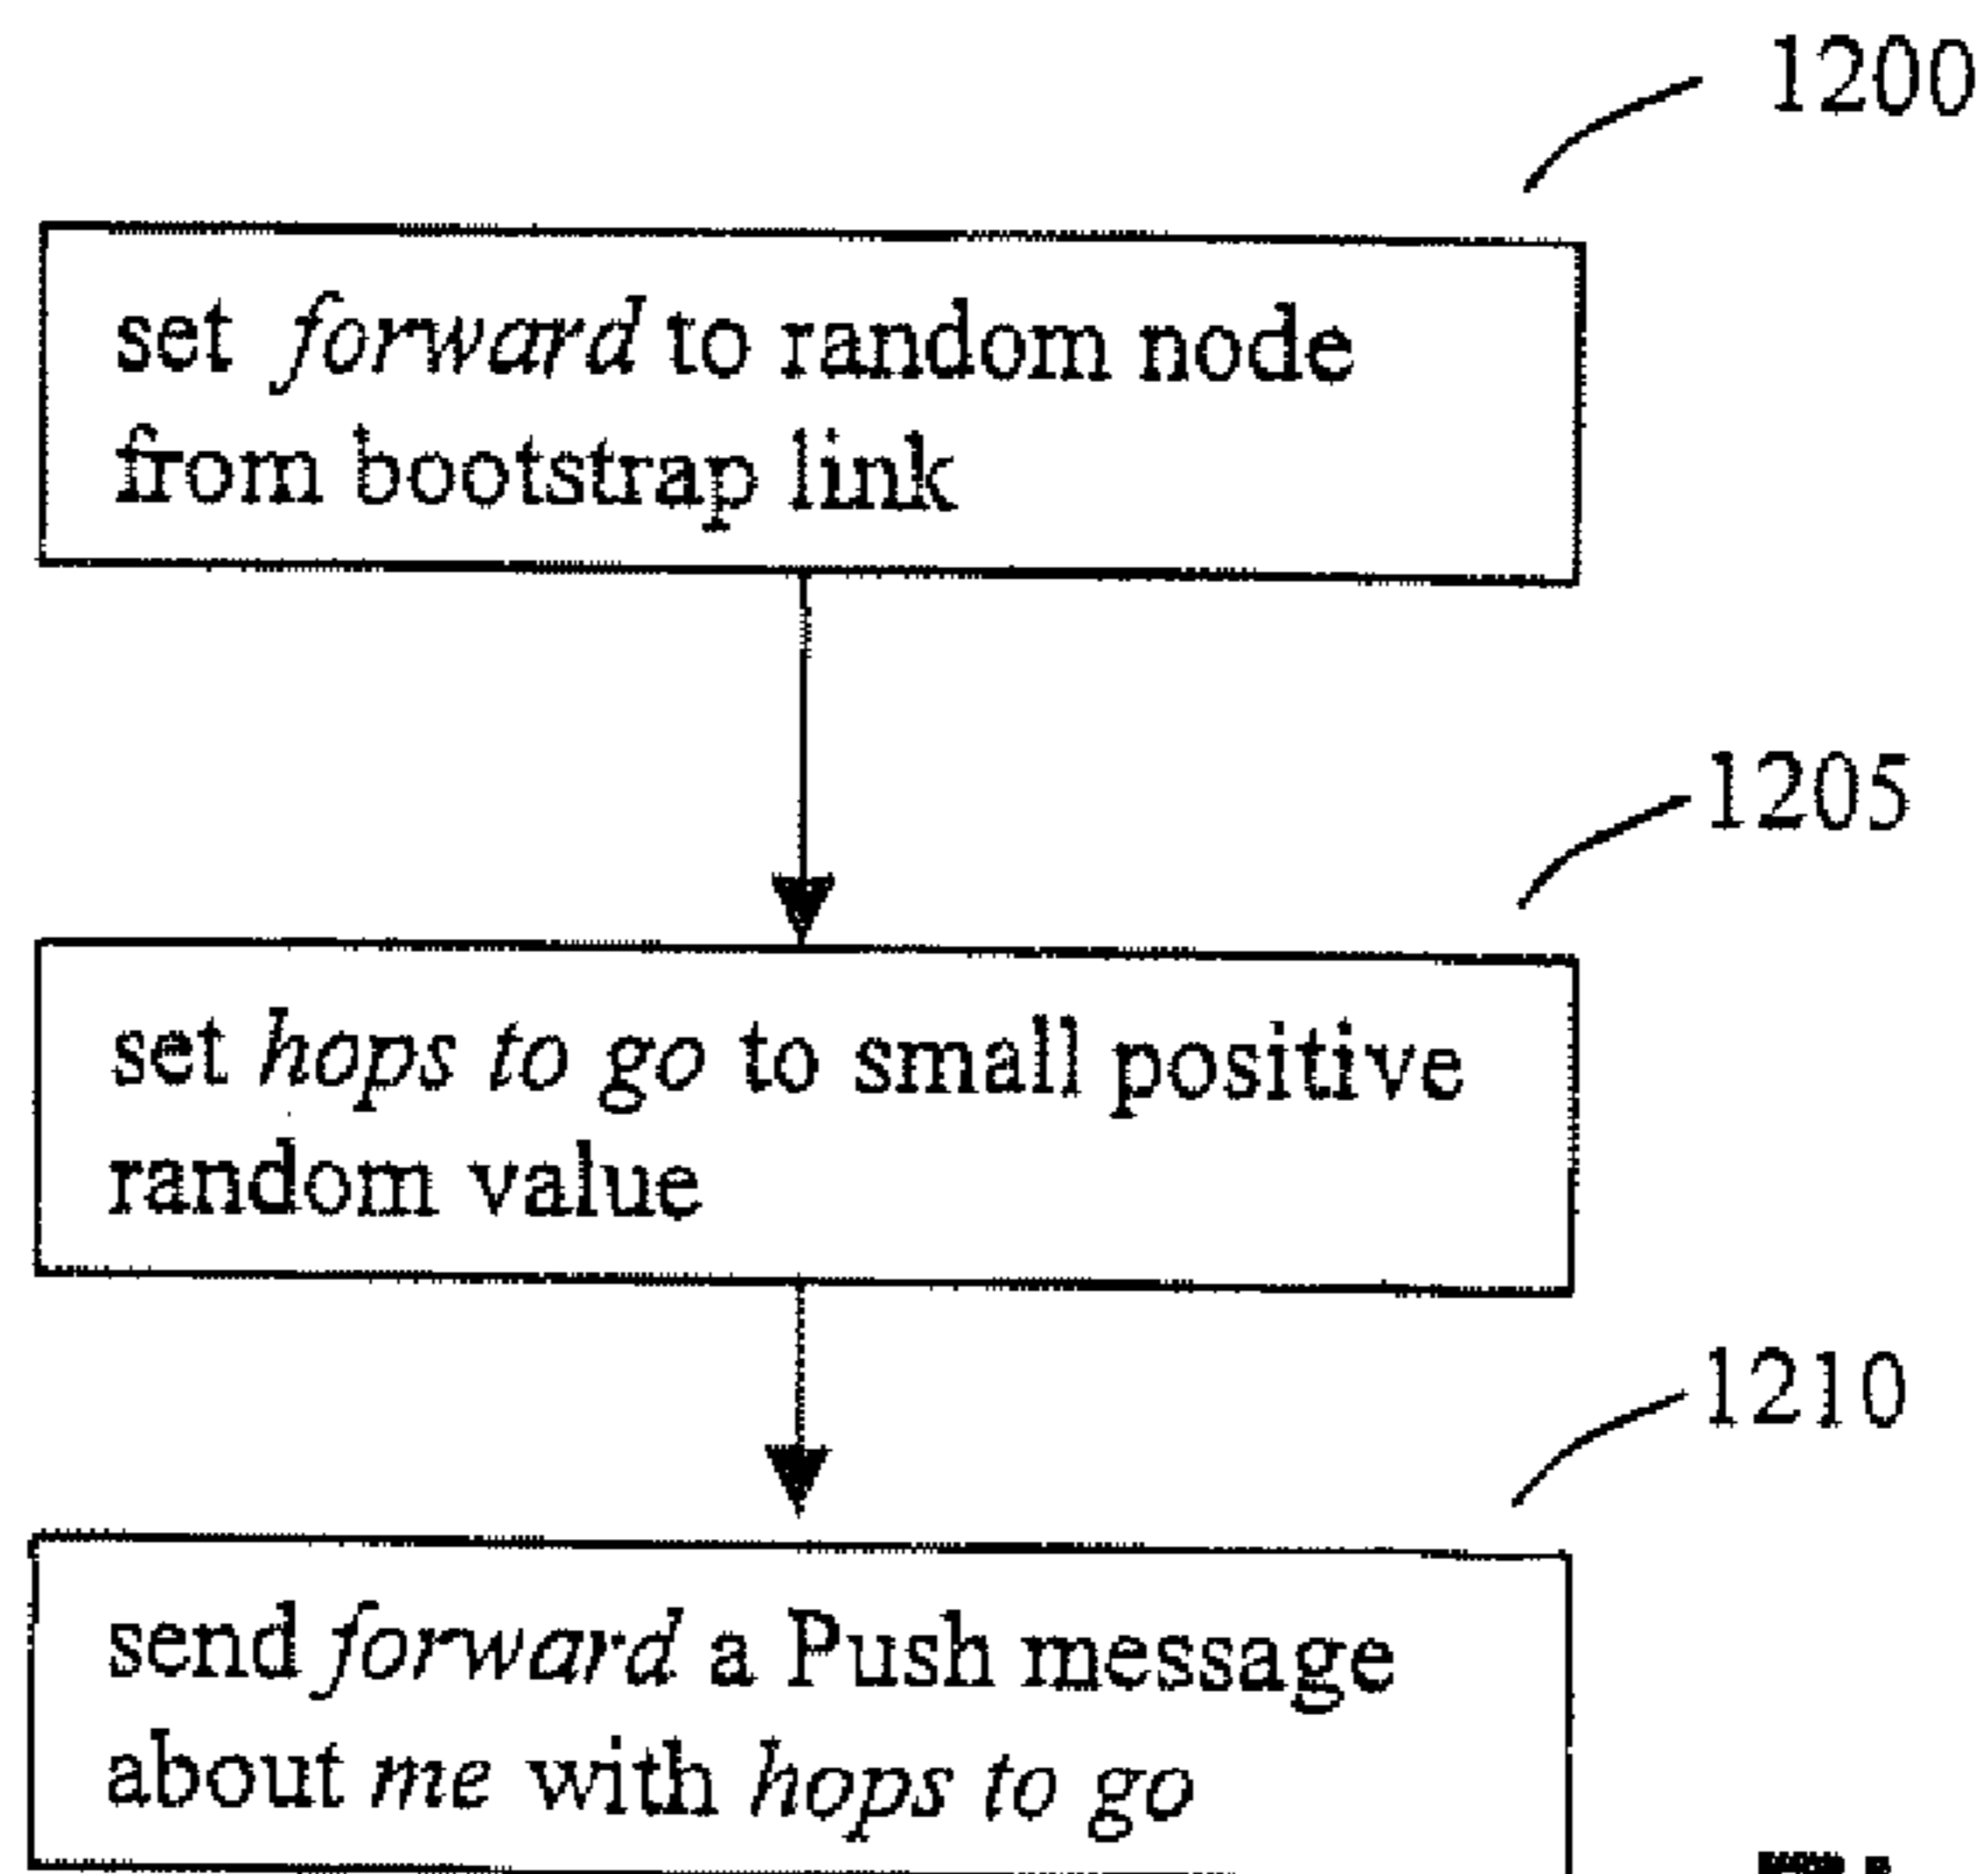 1200
set forward to random node
from bootstrap link
1205
set hops to go to small positive
random value
1210
send forward a Push message
about me with hops to go